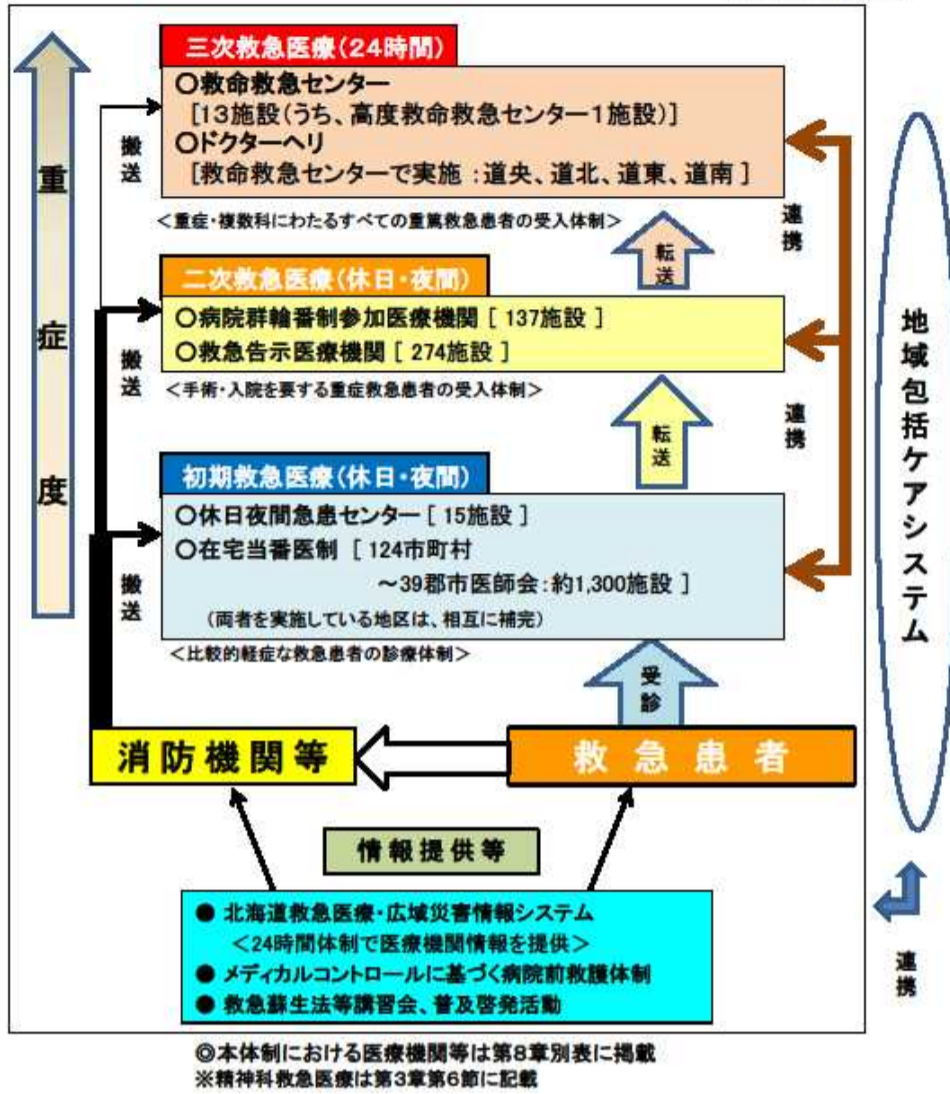 三次救急医療(24時間)
○救命救急センター
[13施設(うち、高度救命救急センター1施設)]
○ドクターヘリ
[救命救急センターで実施:道央、道北、道東、道南]
<重症・複数科にわたるすべての重篤救急患者の受入体制>
搬送
連携
転送
二次救急医療(休日・夜間)
○病院群輪番制参加医療機関[ 137施設 ]
○救急告示医療機関[ 274施設 ]
<手術・入院を要する重症救急患者の受入体制>
搬送
連携
転送
初期救急医療(休日・夜間)
○休日夜間急患センター[ 15施設 ]
○在宅当番医制 [ 124市町村
~39郡市医師会:約1,300施設 ]
(両者を実施している地区は、相互に補完)
<比較的軽症な救急患者の診療体制>
搬送
受診
重症度
地域包括ケアシステム
消防機関等
救急患者
情報提供等
● 北海道救急医療・広域災害情報システム
<24時間体制で医療機関情報を提供>
● メディカルコントロールに基づく病院前救護体制
● 救急蘇生法等講習会、普及啓発活動
連携
◎本体制における医療機関等は第8章別表に掲載
※精神科救急医療は第3章第6節に記載